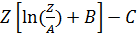 Z [ln(Z/A) + B] − C